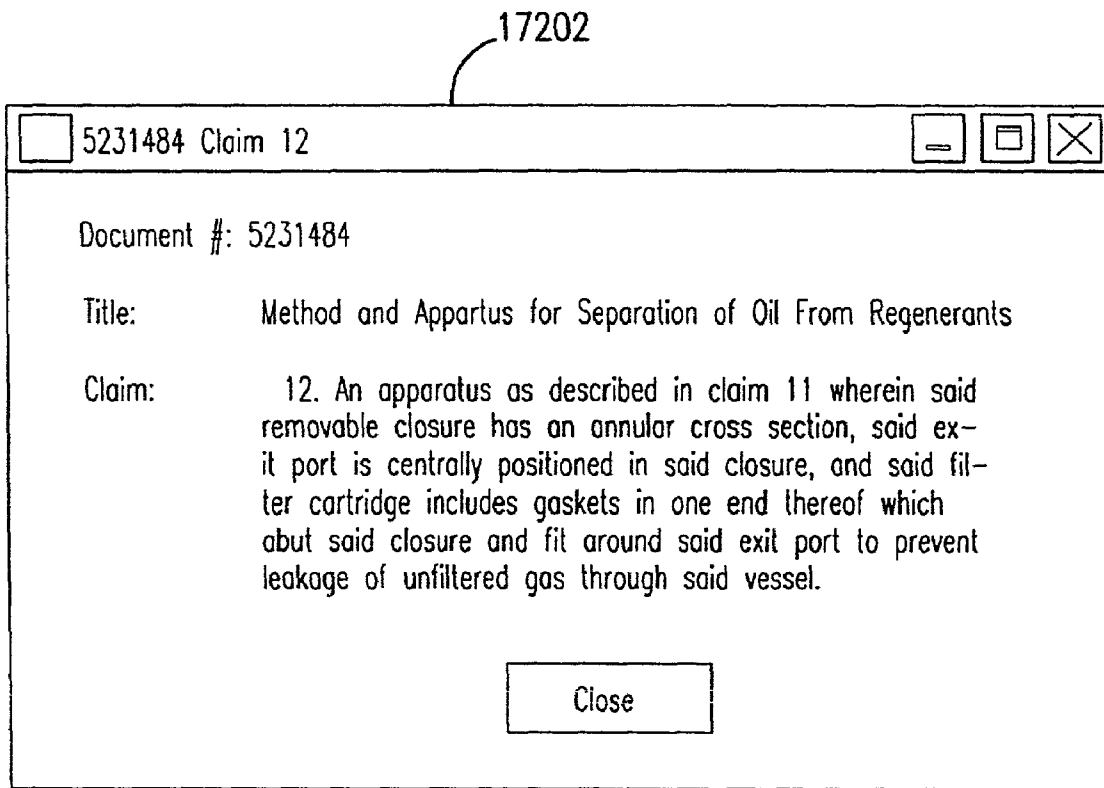 17202
5231484 Claim 12
Document #: 5231484
Title: Method and Appartus for Separation of Oil From Regenerants
Claim: 12. An apparatus as described in claim 11 wherein said
removable closure has an annular cross section, said ex-
it port is centrally positioned in said closure, and said fil-
ter cartridge includes gaskets in one end thereof which
abut said closure and fit around said exit port to prevent
leakage of unfiltered gas through said vessel.
Close